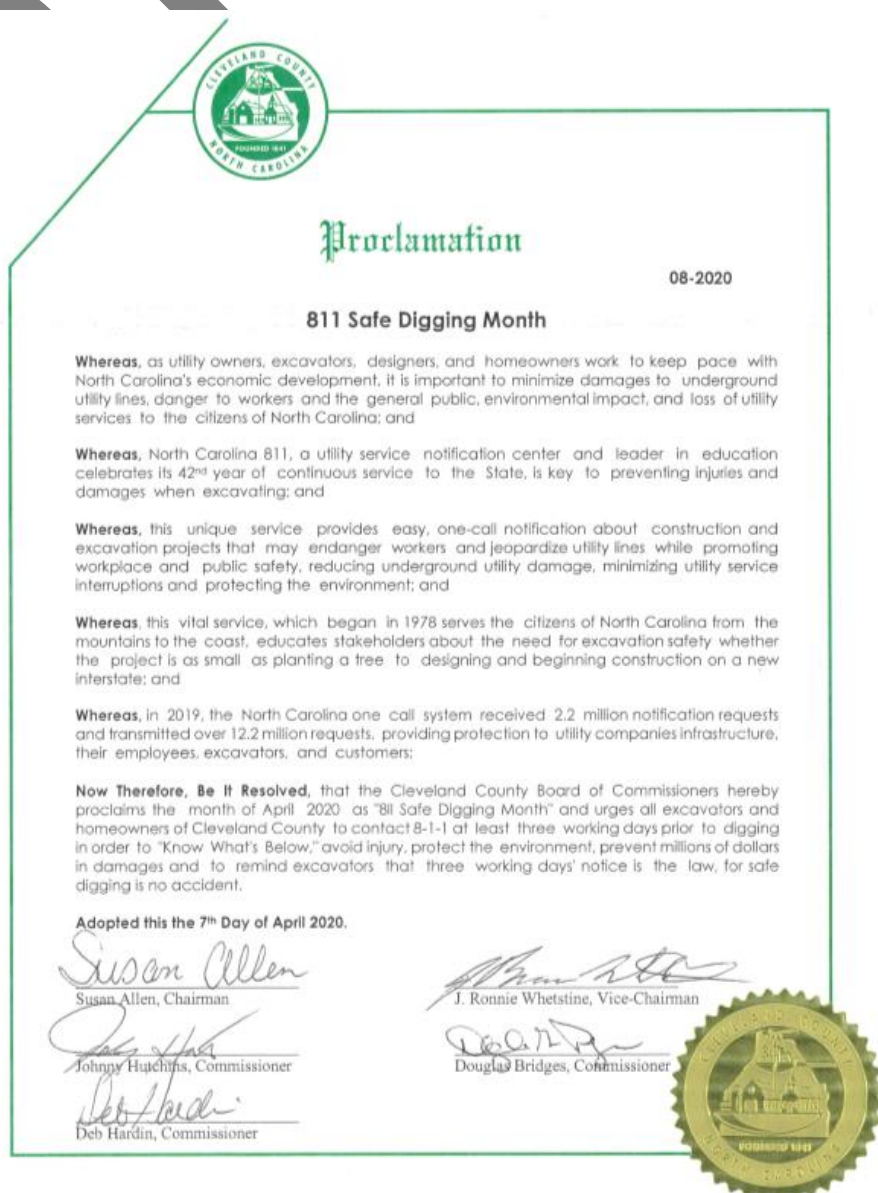 CLEVELAND COUNTY
FOUNDED 1841
NORTH CAROLINA
Proclamation
08-2020
811 Safe Digging Month
Whereas, as utility owners, excavators, designers, and homeowners work to keep pace with
North Carolina's economic development, it is important to minimize damages to underground
utility lines, danger to workers and the general public, environmental impact, and loss of utility
services to the citizens of North Carolina; and
Whereas, North Carolina 811, a utility service notification center and leader in education
celebrates its 42nd year of continuous service to the State, is key to preventing injuries and
damages when excavating; and
Whereas, this unique service provides easy, one-call notification about construction and
excavation projects that may endanger workers and jeopardize utility lines while promoting
workplace and public safety, reducing underground utility damage, minimizing utility service
interruptions and protecting the environment; and
Whereas, this vital service, which began in 1978 serves the citizens of North Carolina from the
mountains to the coast, educates stakeholders about the need for excavation safety whether
the project is as small as planting a tree to designing and beginning construction on a new
interstate; and
Whereas, in 2019, the North Carolina one call system received 2.2 million notification requests
and transmitted over 12.2 million requests, providing protection to utility companies infrastructure,
their employees, excavators, and customers;
Now Therefore, Be It Resolved, that the Cleveland County Board of Commissioners hereby
proclaims the month of April 2020 as "8ll Safe Digging Month" and urges all excavators and
homeowners of Cleveland County to contact 8-1-1 at least three working days prior to digging
in order to "Know What's Below," avoid injury, protect the environment, prevent millions of dollars
in damages and to remind excavators that three working days' notice is the law, for safe
digging is no accident.
Adopted this the 7th Day of April 2020.
Susan Allen
Susan Allen, Chairman
J. Ronnie Whetstine, Vice-Chairman
Johnny Hutchins, Commissioner
Douglas Bridges, Commissioner
Deb Hardin
Deb Hardin, Commissioner
CLEVELAND COUNTY
FOUNDED 1841
NORTH CAROLINA